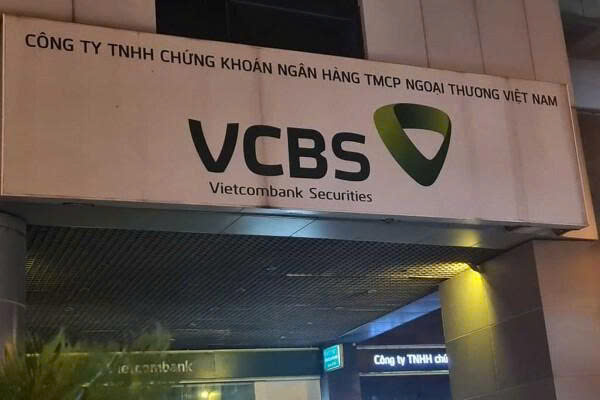 CÔNG TY TNHH CHỨNG KHOÁN NGÂN HÀNG TMCP NGOẠI THƯƠNG VIỆT NAM
VCBS
Vietcombank Securities
Vietcombank
Công ty TNHH chứ